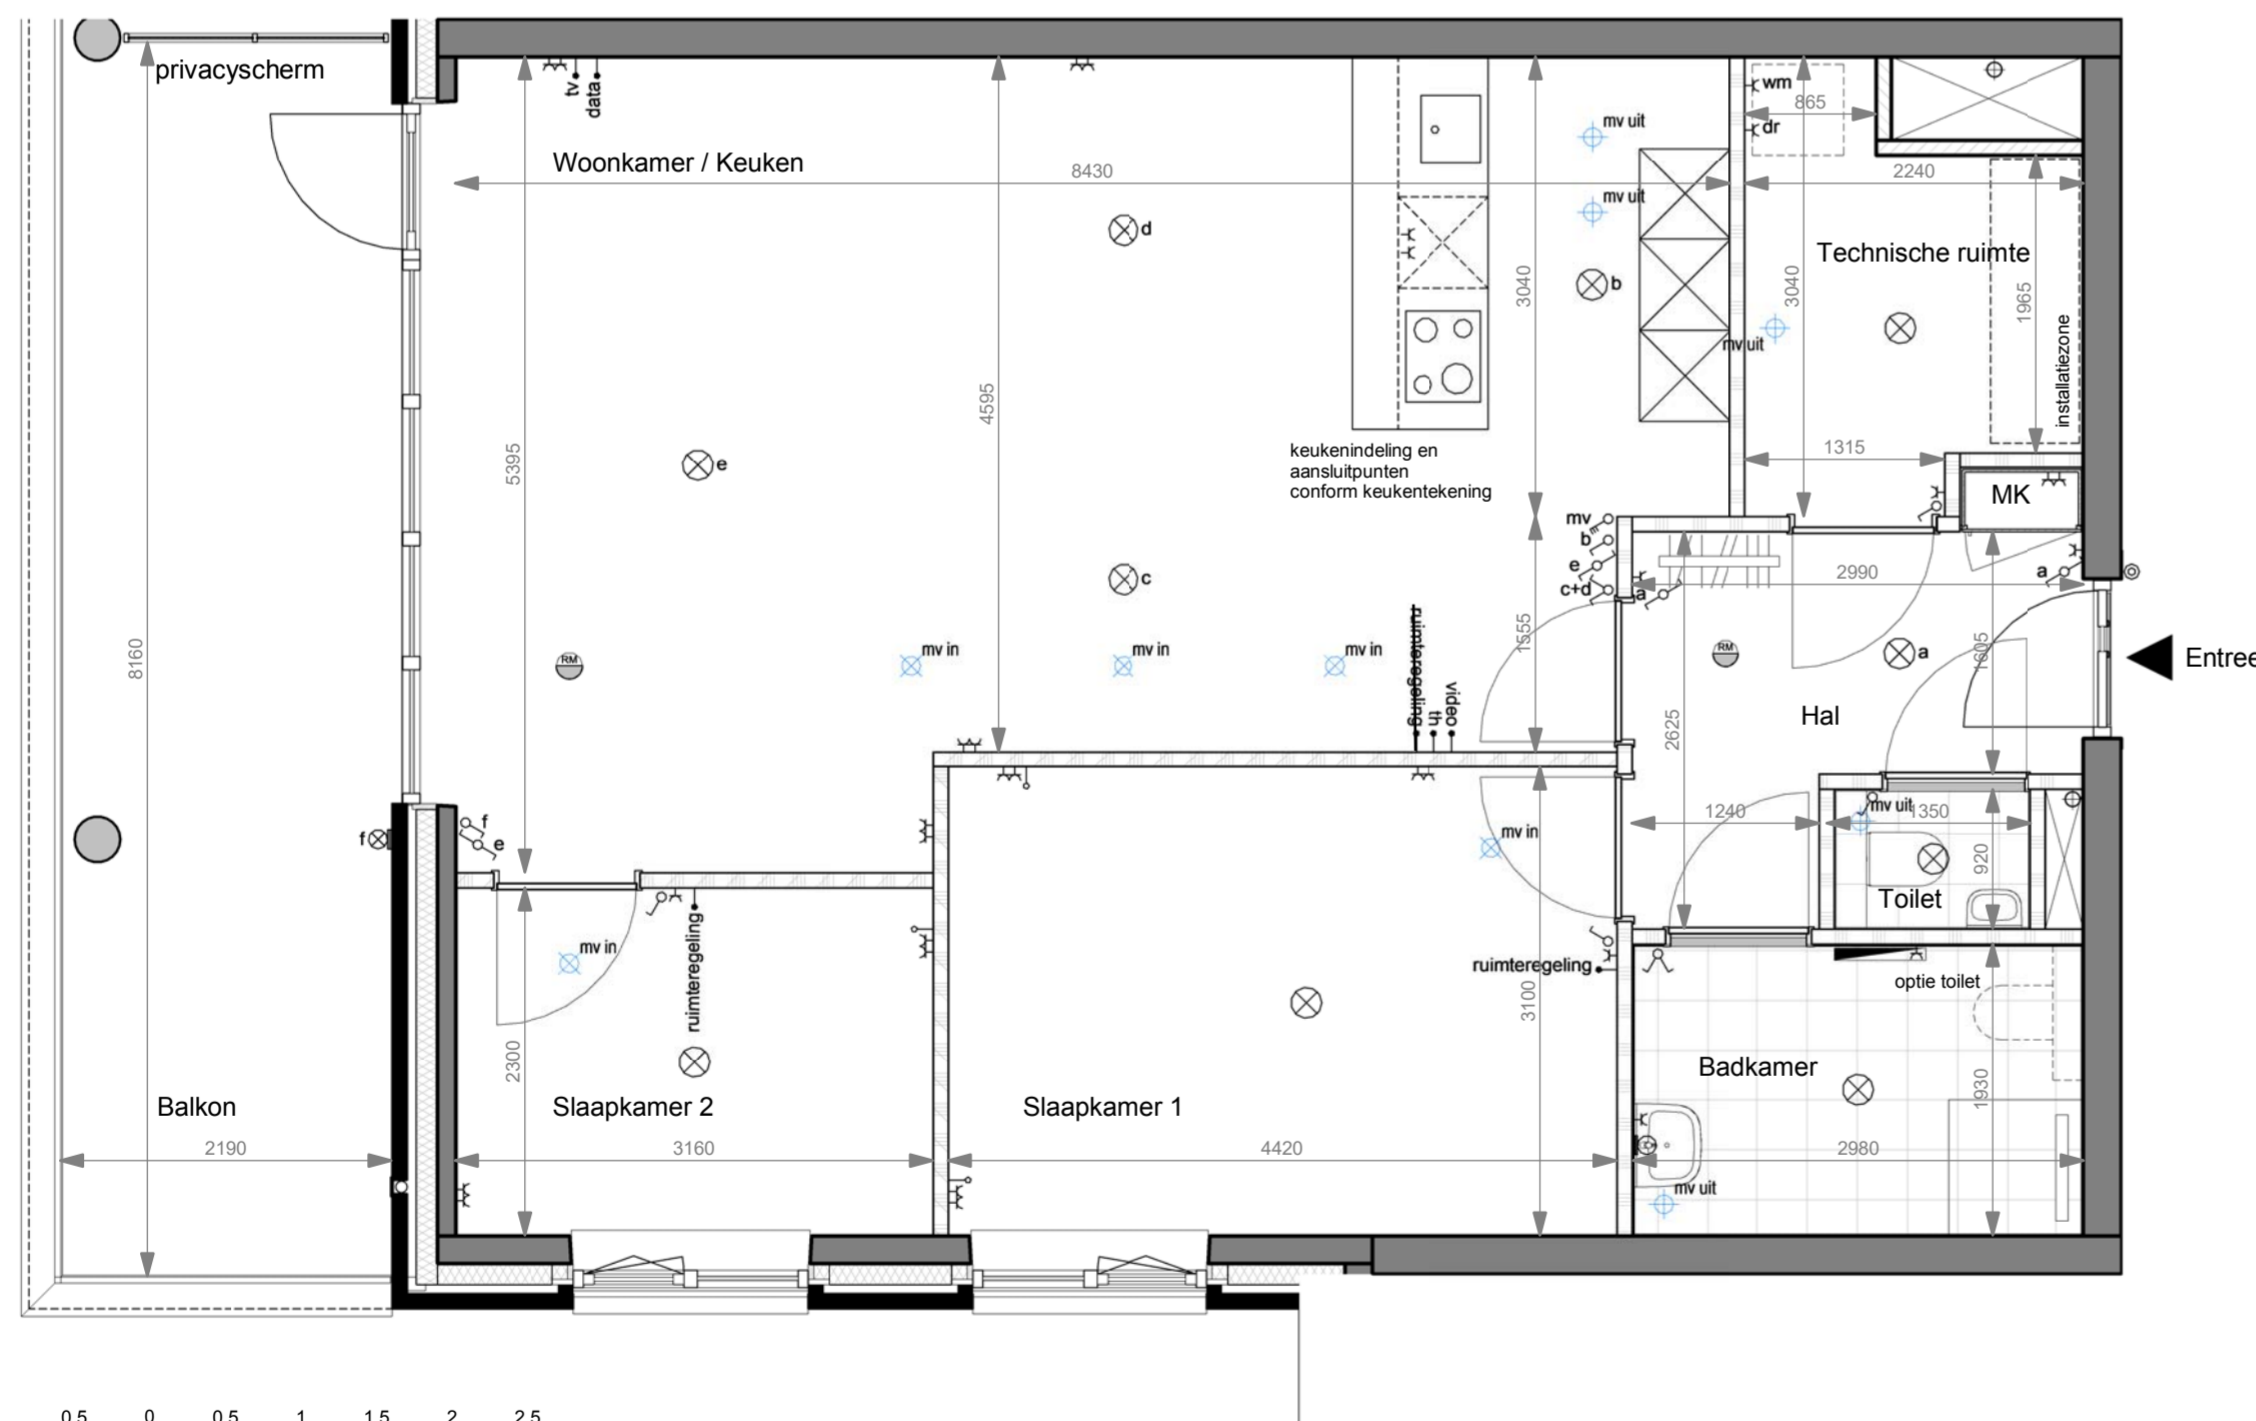 privacyscherm
tv
data
Woonkamer / Keuken
8430
d
mv uit
mv uit
b
wm
865
dr
2240
Technische ruimte
3040
3040
1965
installatiezone
mv uit
4595
5395
e
keukenindeling en
aansluitpunten
conform keukentekening
1315
MK
mv
b
e
c+d
a
2990
a
c
8160
RM
mv in
mv in
mv in
ruimteregeling
th
video
1555
RM
a
1605
Entree
Hal
2625
f
f
e
mv in
1240
mv uit
1350
920
Toilet
mv in
ruimteregeling
ruimteregeling
3100
optie toilet
2300
Badkamer
1930
Balkon
Slaapkamer 2
Slaapkamer 1
2190
3160
4420
2980
mv uit
0.5 0 0.5 1 1.5 2 2.5